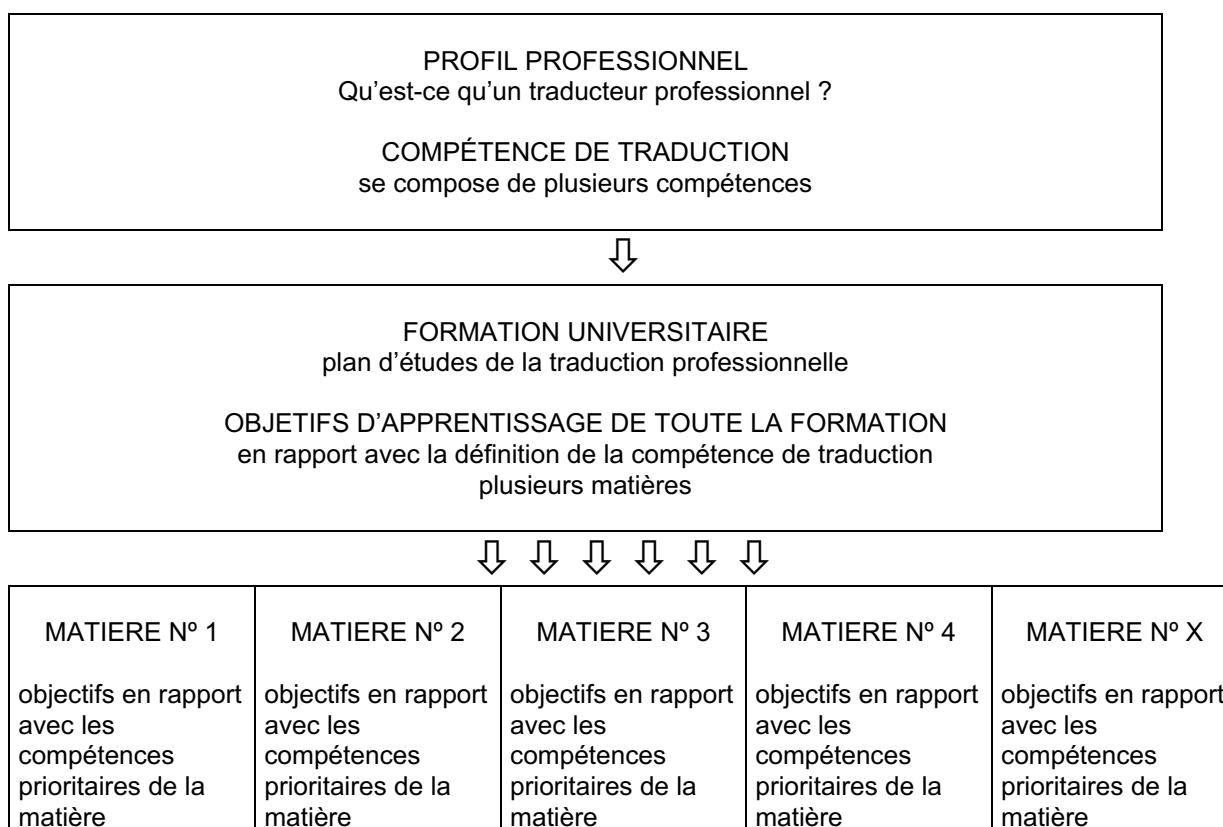 PROFIL PROFESSIONNEL
Qu’est-ce qu’un traducteur professionnel ?
COMPÉTENCE DE TRADUCTION
se compose de plusieurs compétences
FORMATION UNIVERSITAIRE
plan d’études de la traduction professionnelle
OBJETIFS D’APPRENTISSAGE DE TOUTE LA FORMATION
en rapport avec la définition de la compétence de traduction
plusieurs matières
MATIERE Nº 1
objectifs en rapport
avec les
compétences
prioritaires de la
matière
MATIERE Nº 2
objectifs en rapport
avec les
compétences
prioritaires de la
matière
MATIERE Nº 3
objectifs en rapport
avec les
compétences
prioritaires de la
matière
MATIERE Nº 4
objectifs en rapport
avec les
compétences
prioritaires de la
matière
MATIERE Nº X
objectifs en rapport
avec les
compétences
prioritaires de la
matière